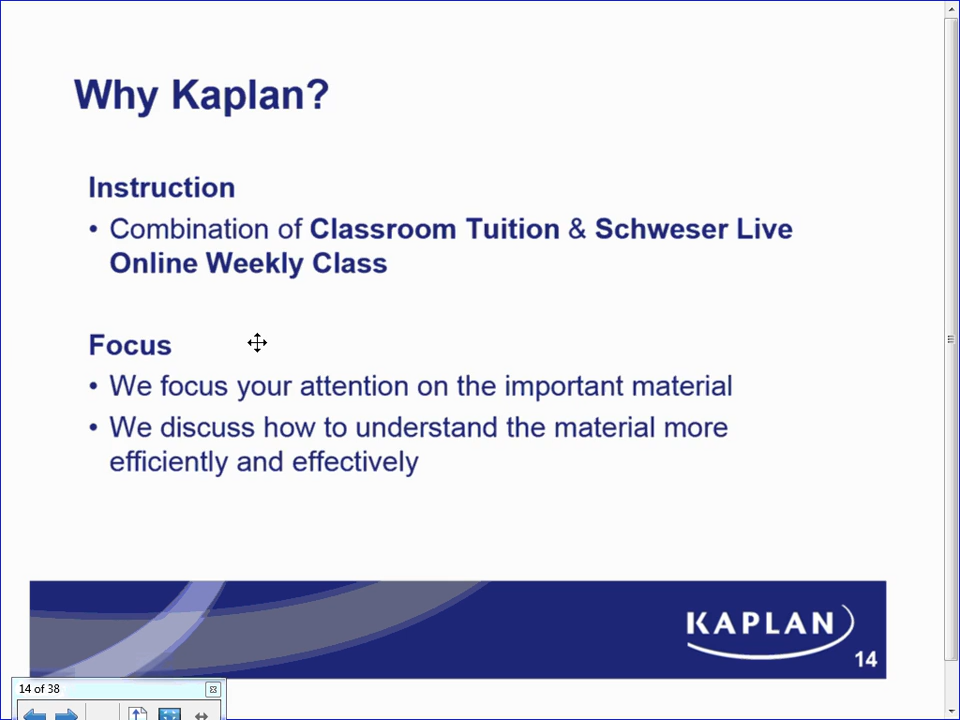 Why Kaplan?
Instruction
• Combination of Classroom Tuition & Schweser Live
Online Weekly Class
Focus
• We focus your attention on the important material
• We discuss how to understand the material more
efficiently and effectively
KAPLAN
14
14 of 38